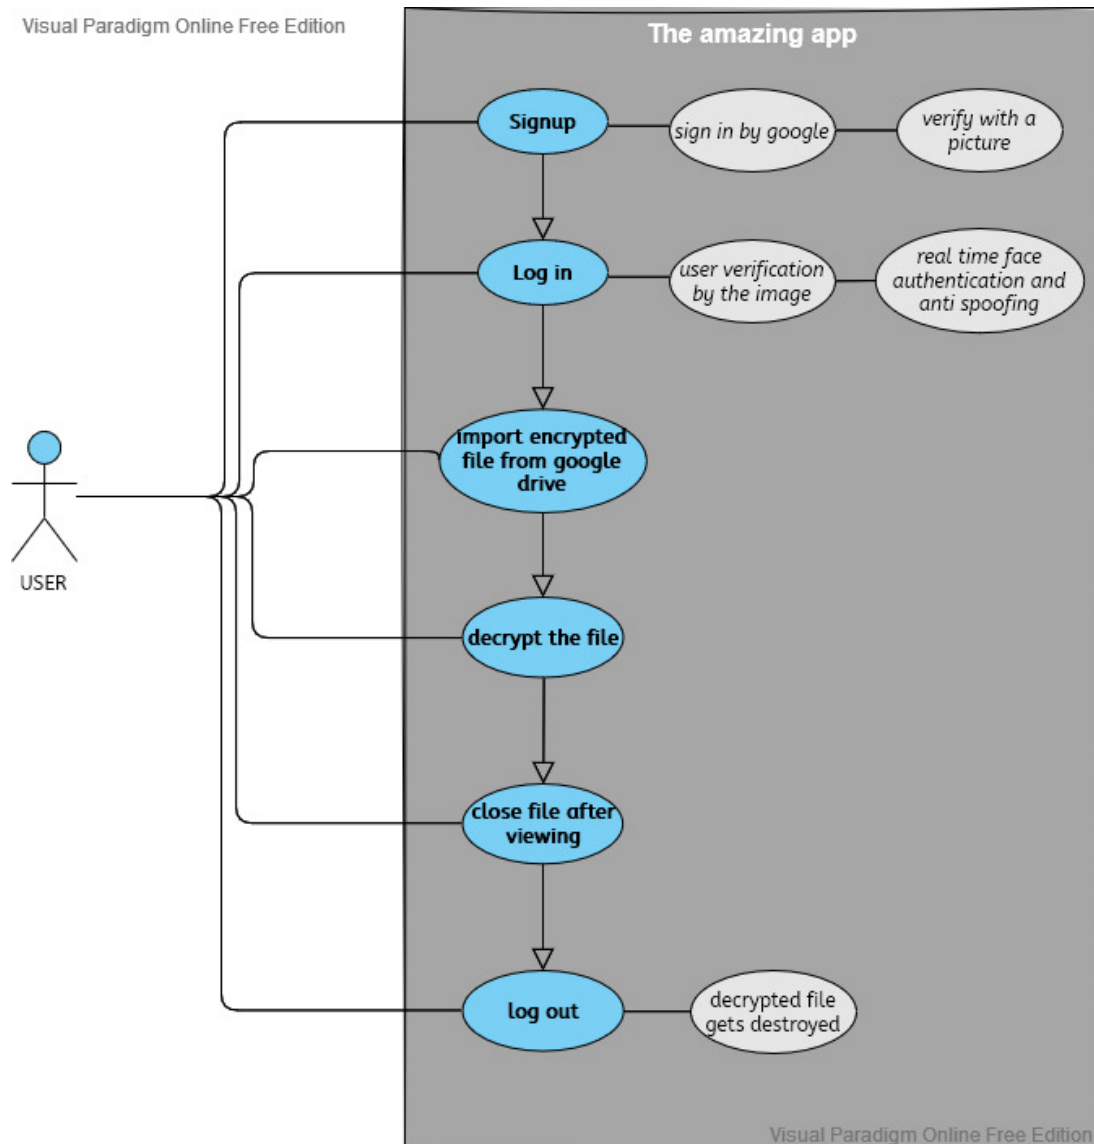 Visual Paradigm Online Free Edition
The amazing app
Signup
sign in by google
verify with a
picture
Log in
user verification
by the image
real time face
authentication and
anti spoofing
import encrypted
file from google
drive
USER
decrypt the file
close file after
viewing
log out
decrypted file
gets destroyed
Visual Paradigm Online Free Edition